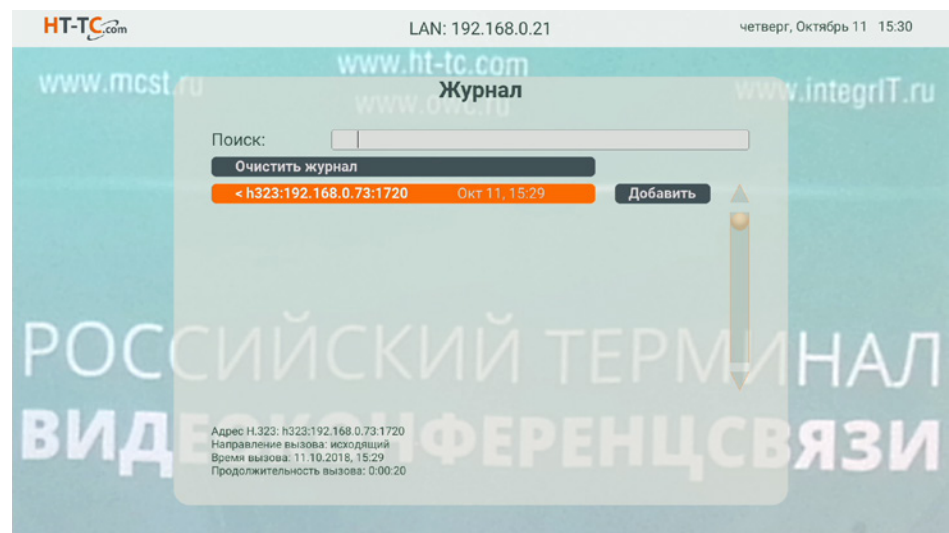 HT-TC.com LAN: 192.168.0.21 четверг, Октябрь 11 15:30
www.mcst.ru www.ht-tc.com www.integrIT.ru
Журнал
www.owc.ru
Поиск:
Очистить журнал
< h323:192.168.0.73:1720 Окт 11, 15:29 Добавить
РОССИЙСКИЙ ТЕРМИНАЛ
ВИДЕОКОНФЕРЕНЦСВЯЗИ
Адрес H.323: h323:192.168.0.73:1720
Направление вызова: исходящий
Время вызова: 11.10.2018, 15:29
Продолжительность вызова: 0:00:20